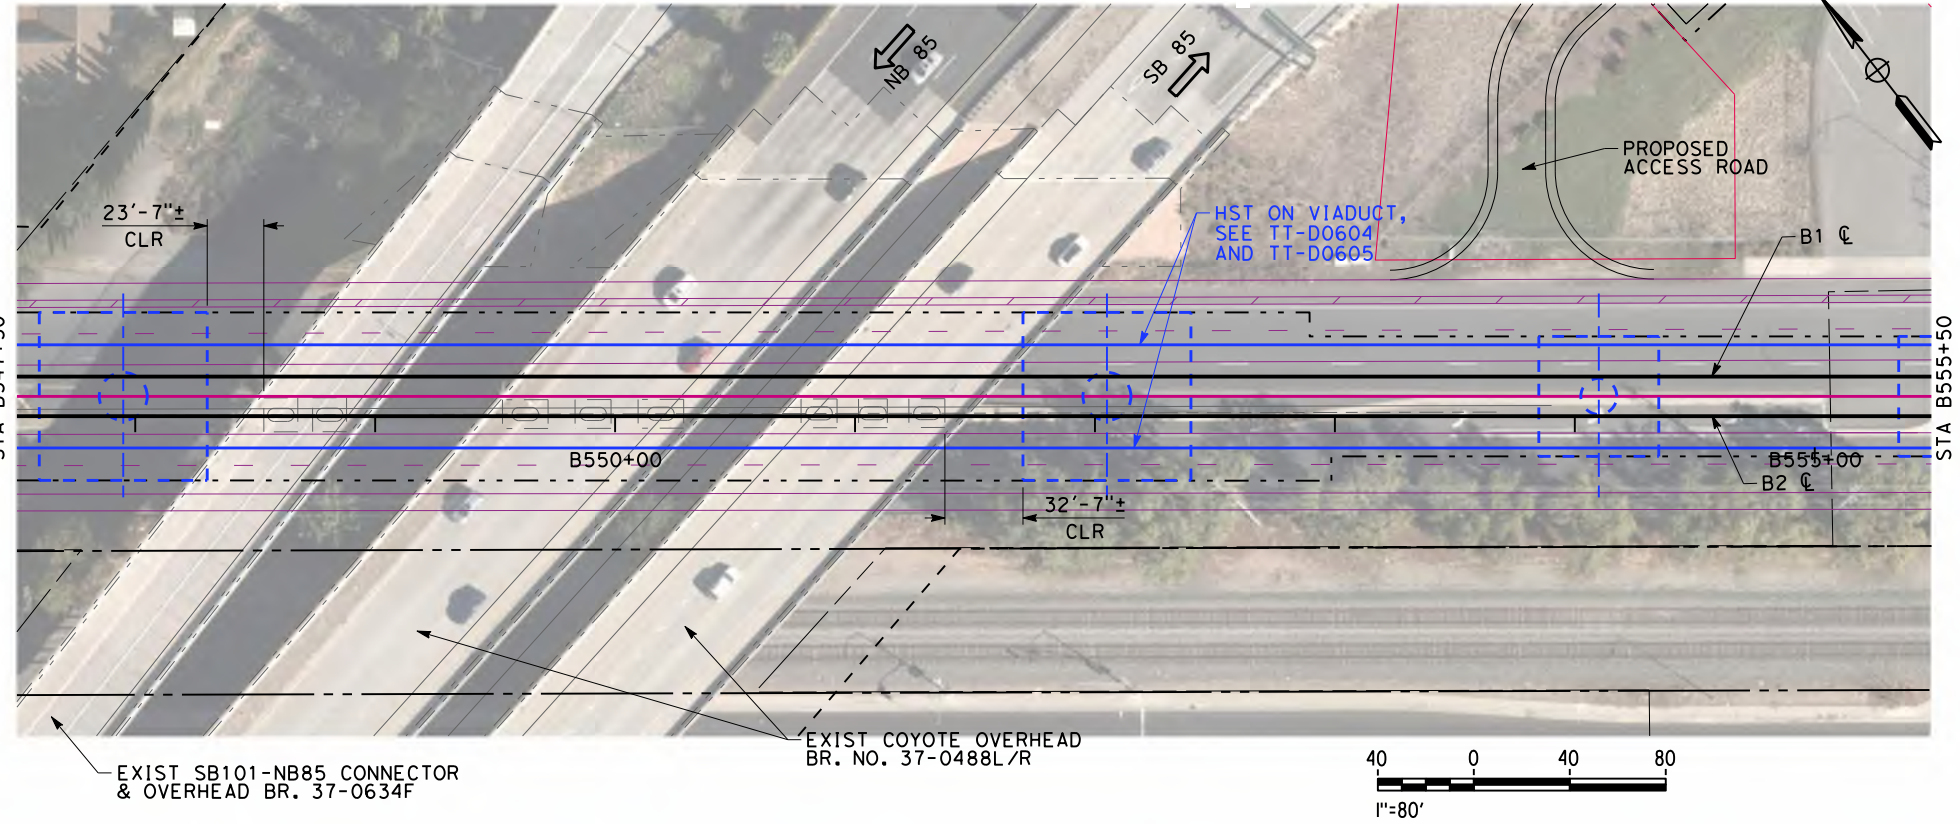 NB 85
SB 85
PROPOSED
ACCESS ROAD
23'-7"±
CLR
HST ON VIADUCT,
SEE TT-D0604
AND TT-D0605
B1 ℄
STA B555+50
B550+00
B555+00
B2 ℄
32'-7"±
CLR
EXIST COYOTE OVERHEAD
BR. NO. 37-0488L/R
EXIST SB101-NB85 CONNECTOR
& OVERHEAD BR. 37-0634F
40 0 40 80
1"=80'